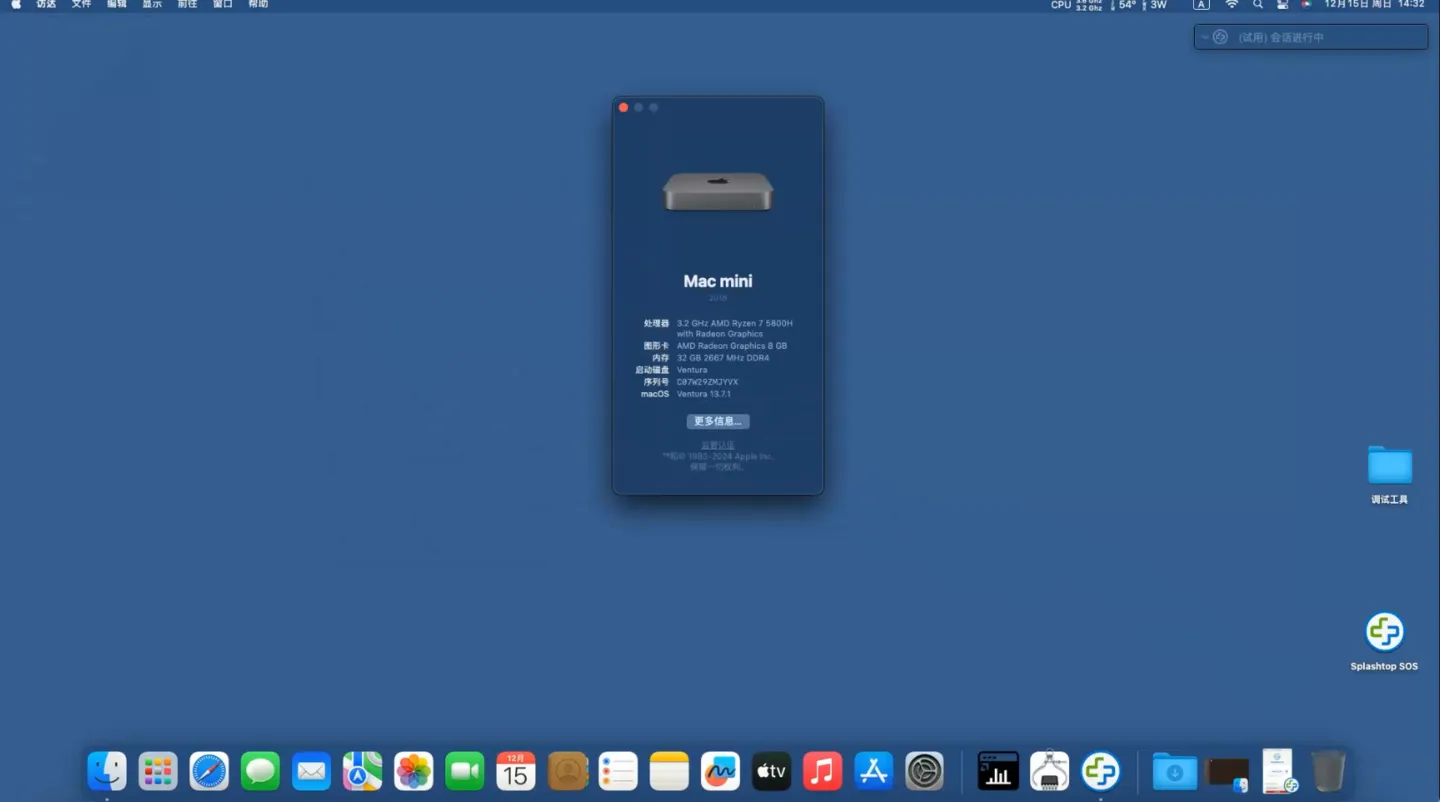 访达 文件 编辑 显示 前往 窗口 帮助
CPU 3.2 Ghz 54° 3W A 12月15日 周日 14:32
(试用) 会话进行中
Mac mini
2018
处理器 3.2 GHz AMD Ryzen 7 5800H
with Radeon Graphics
图形卡 AMD Radeon Graphics 8 GB
内存 32 GB 2667 MHz DDR4
启动磁盘 Ventura
序列号 C07W29ZMJYVX
macOS Ventura 13.7.1
更多信息...
监管认证
™和© 1983-2024 Apple Inc.
保留一切权利。
调试工具
Splashtop SOS
12月
15
tv